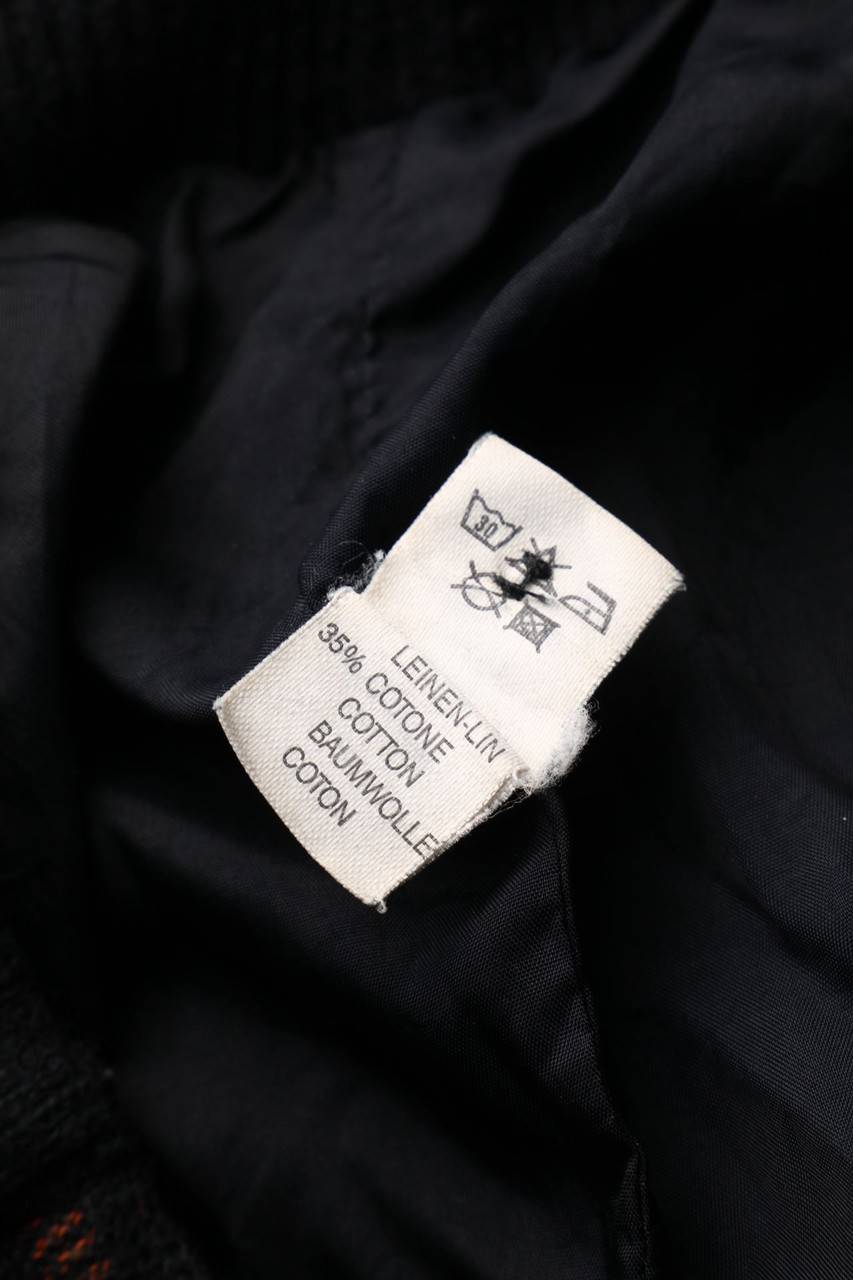 30
LEINEN-LIN
35% COTONE
COTTON
BAUMWOLLE
COTON